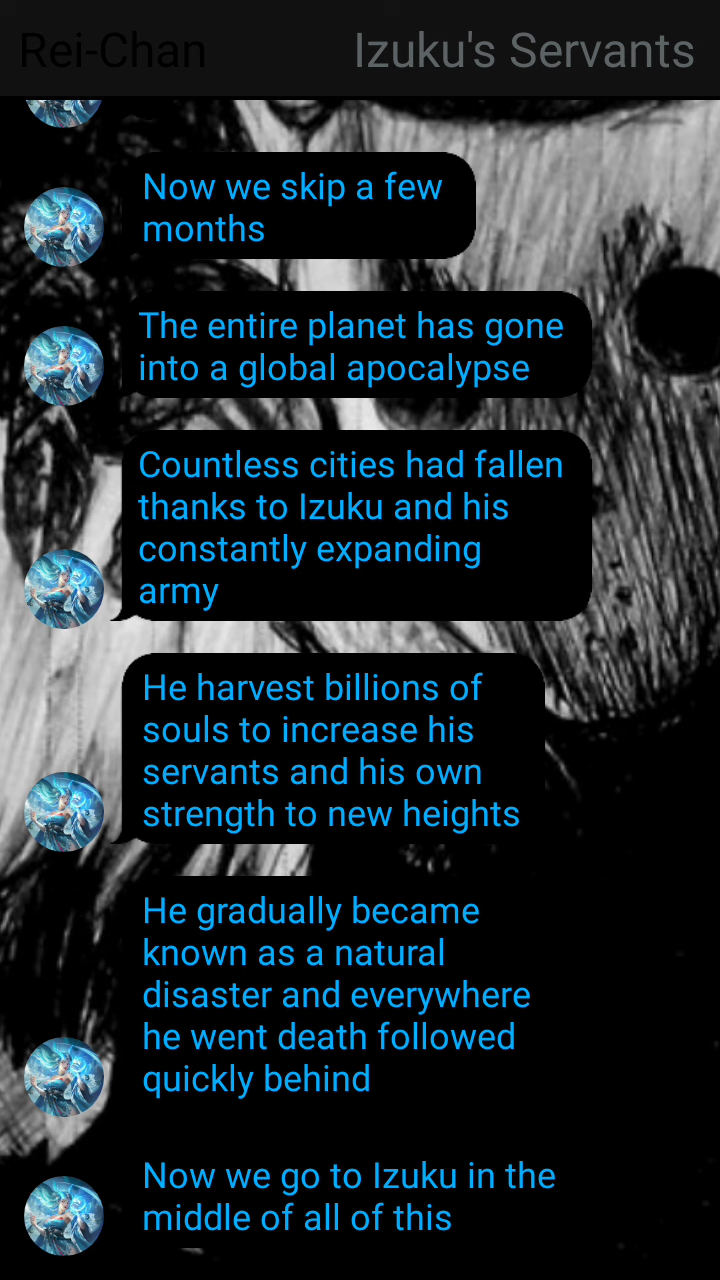 Rei-Chan
Izuku's Servants
Now we skip a few
months
The entire planet has gone
into a global apocalypse
Countless cities had fallen
thanks to Izuku and his
constantly expanding
army
He harvest billions of
souls to increase his
servants and his own
strength to new heights
He gradually became
known as a natural
disaster and everywhere
he went death followed
quickly behind
Now we go to Izuku in the
middle of all of this